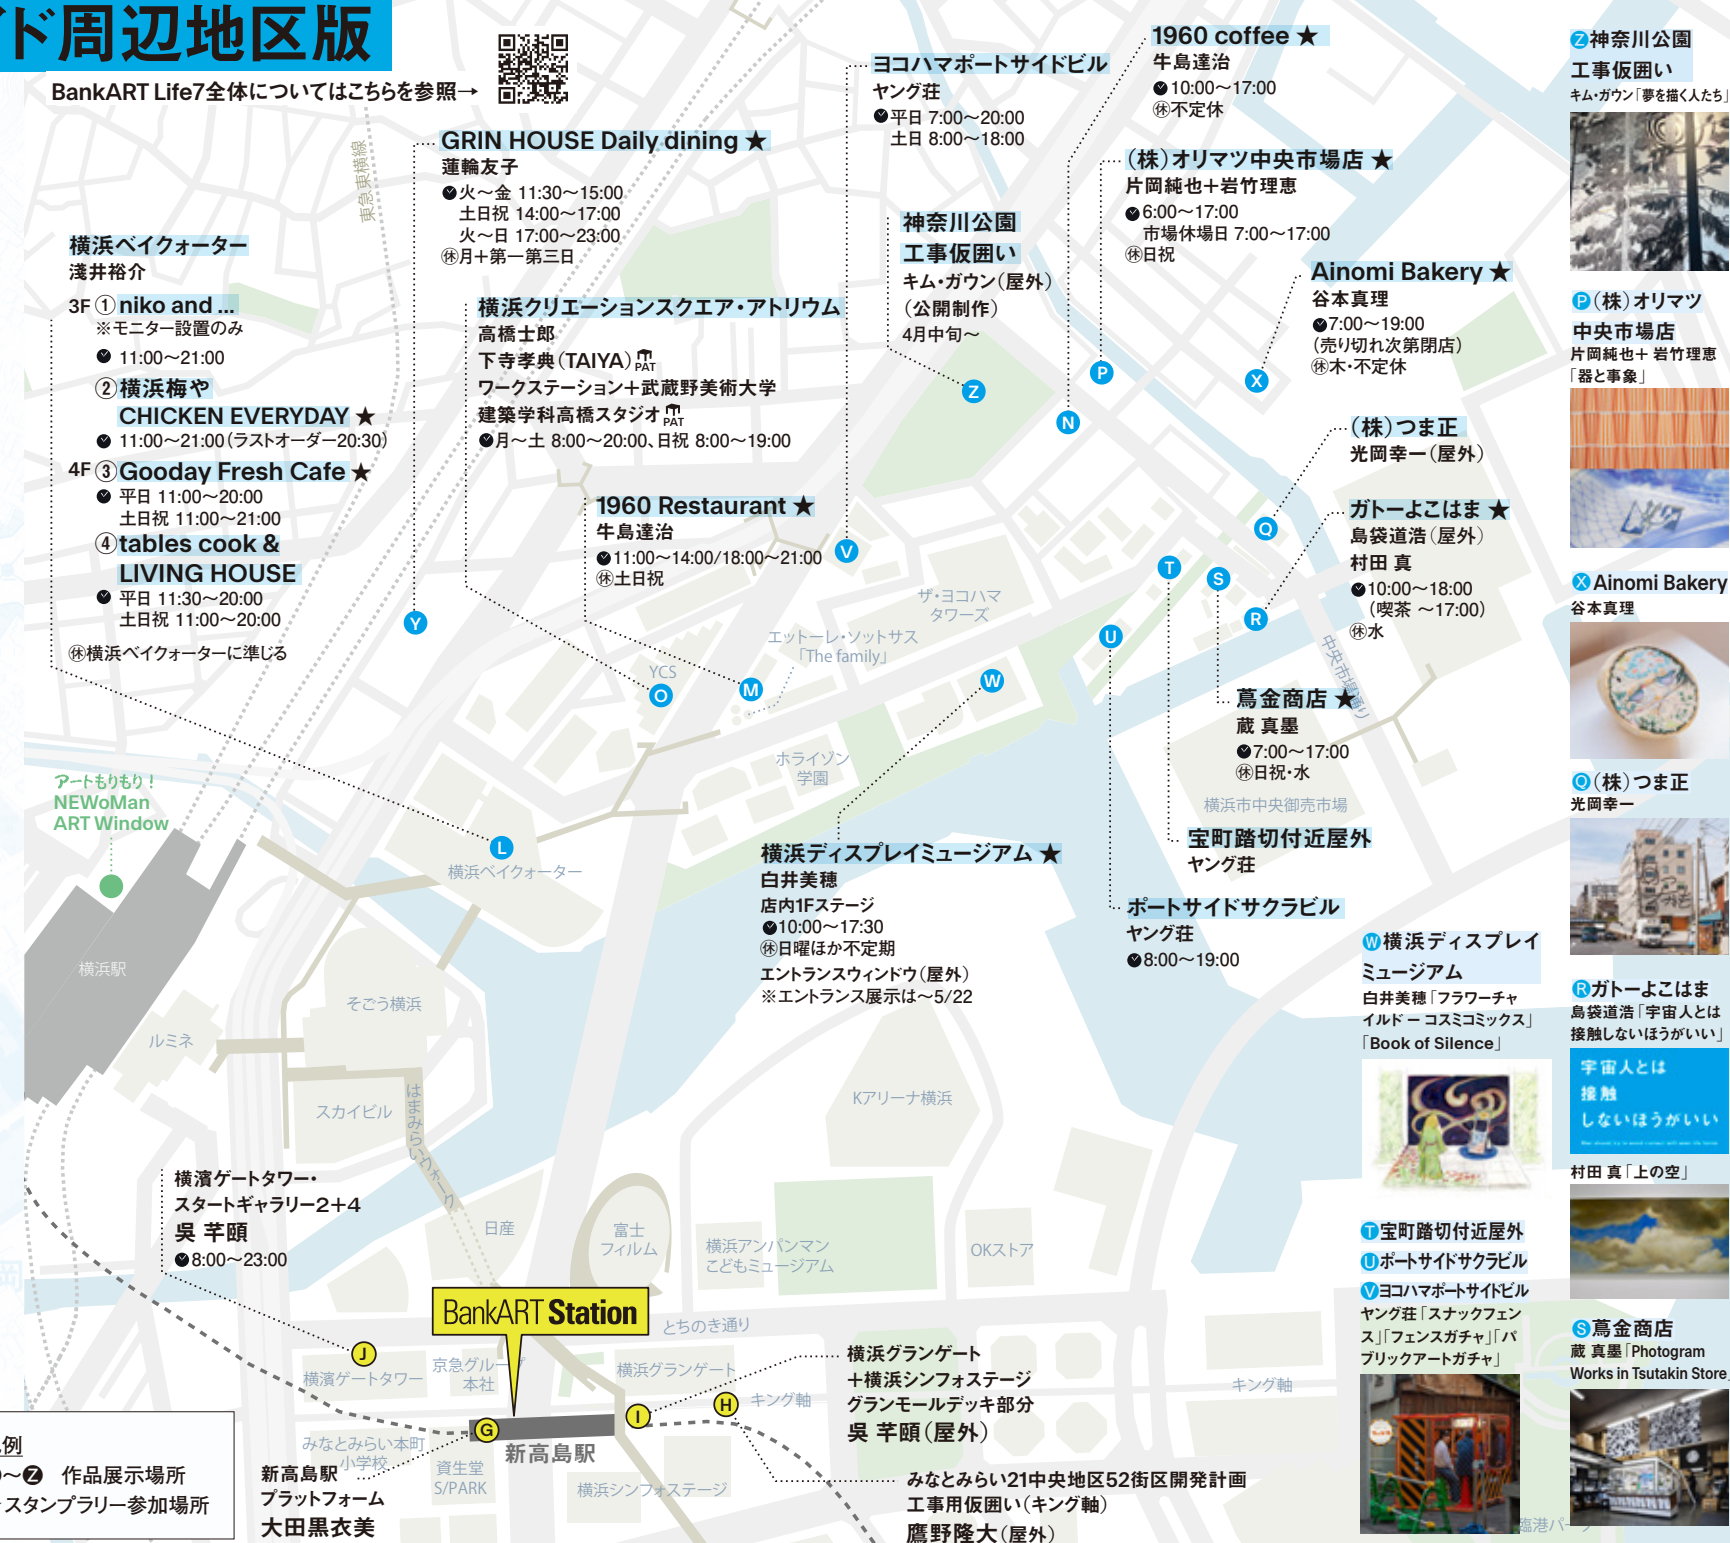 ド周辺地区版
BankART Life7全体についてはこちらを参照→
横浜ベイクォーター
淺井裕介
3F ① niko and ...
※モニター設置のみ
11:00〜21:00
② 横浜梅や
CHICKEN EVERYDAY ★
11:00〜21:00（ラストオーダー20:30）
4F ③ Gooday Fresh Cafe ★
平日 11:00〜20:00
土日祝 11:00〜21:00
④ tables cook &
LIVING HOUSE
平日 11:30〜20:00
土日祝 11:00〜20:00
㊡横浜ベイクォーターに準じる
東急東横線
GRIN HOUSE Daily dining ★
蓮輪友子
火〜金 11:30〜15:00
土日祝 14:00〜17:00
火〜日 17:00〜23:00
㊡月＋第一第三日
横浜クリエーションスクエア・アトリウム
高橋士郎
下寺孝典（TAIYA） PAT
ワークステーション＋武蔵野美術大学
建築学科高橋スタジオ PAT
月〜土 8:00〜20:00、日祝 8:00〜19:00
1960 Restaurant ★
牛島達治
11:00〜14:00/18:00〜21:00
㊡土日祝
ヨコハマポートサイドビル
ヤング荘
平日 7:00〜20:00
土日 8:00〜18:00
神奈川公園
工事仮囲い
キム・ガウン（屋外）
（公開制作）
4月中旬〜
1960 coffee ★
牛島達治
10:00〜17:00
㊡不定休
（株）オリマツ中央市場店 ★
片岡純也＋岩竹理恵
6:00〜17:00
市場休場日 7:00〜17:00
㊡日祝
Ainomi Bakery ★
谷本真理
7:00〜19:00
（売り切れ次第閉店）
㊡木・不定休
（株）つま正
光岡幸一（屋外）
ガトーよこはま ★
島袋道浩（屋外）
村田 真
10:00〜18:00
（喫茶 〜17:00）
㊡水
蔦金商店 ★
蔵 真墨
7:00〜17:00
㊡日祝・水
宝町踏切付近屋外
ヤング荘
ポートサイドサクラビル
ヤング荘
8:00〜19:00
横浜ディスプレイミュージアム ★
白井美穂
店内1Fステージ
10:00〜17:30
㊡日曜ほか不定期
エントランスウィンドウ（屋外）
※エントランス展示は〜5/22
Z
P
X
N
Q
V
T
S
R
U
Y
O
M
W
L
ザ・ヨコハマ
タワーズ
エットーレ・ソットサス
「The family」
YCS
ホライゾン
学園
中央市場通り
横浜市中央御売市場
横浜ベイクォーター
アートもりもり！
NEWoMan
ART Window
横浜駅
そごう横浜
ルミネ
スカイビル
はまみらいウォーク
Kアリーナ横浜
日産
富士
フィルム
横浜アンパンマン
こどもミュージアム
OKストア
とちのき通り
横濱ゲートタワー・
スタートギャラリー2+4
呉 芊頤
8:00〜23:00
BankART Station
J
横濱ゲートタワー
京急グループ
本社
横浜グランゲート
G
I
H
キング軸
キング軸
新高島駅
みなとみらい本町
小学校
資生堂
S/PARK
横浜シンフォステージ
新高島駅
プラットフォーム
大田黒衣美
横浜グランゲート
＋横浜シンフォステージ
グランモールデッキ部分
呉 芊頤（屋外）
みなとみらい21中央地区52街区開発計画
工事用仮囲い（キング軸）
鷹野隆大（屋外）
例
〜Z 作品展示場所
スタンプラリー参加場所
臨港パーク
Z神奈川公園
工事仮囲い
キム・ガウン「夢を描く人たち」
P（株）オリマツ
中央市場店
片岡純也＋ 岩竹理恵
「器と事象」
X Ainomi Bakery
谷本真理
Q（株）つま正
光岡幸一
Rガトーよこはま
島袋道浩「宇宙人とは
接触しないほうがいい」
宇宙人とは
接触
しないほうがいい
村田 真「上の空」
S蔦金商店
蔵 真墨「Photogram
Works in Tsutakin Store」
W横浜ディスプレイ
ミュージアム
白井美穂「フラワーチャ
イルド ー コスミコミックス」
「Book of Silence」
T宝町踏切付近屋外
Uポートサイドサクラビル
Vヨコハマポートサイドビル
ヤング荘「スナックフェン
ス」「フェンスガチャ」「パ
ブリックアートガチャ」